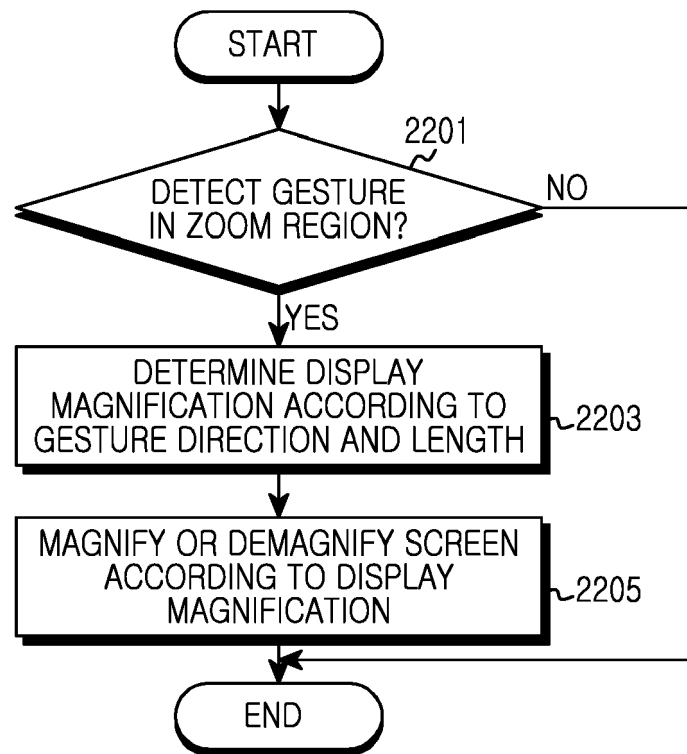 START
2201
DETECT GESTURE
IN ZOOM REGION?
NO
YES
DETERMINE DISPLAY
MAGNIFICATION ACCORDING TO
GESTURE DIRECTION AND LENGTH
2203
MAGNIFY OR DEMAGNIFY SCREEN
ACCORDING TO DISPLAY
MAGNIFICATION
2205
END